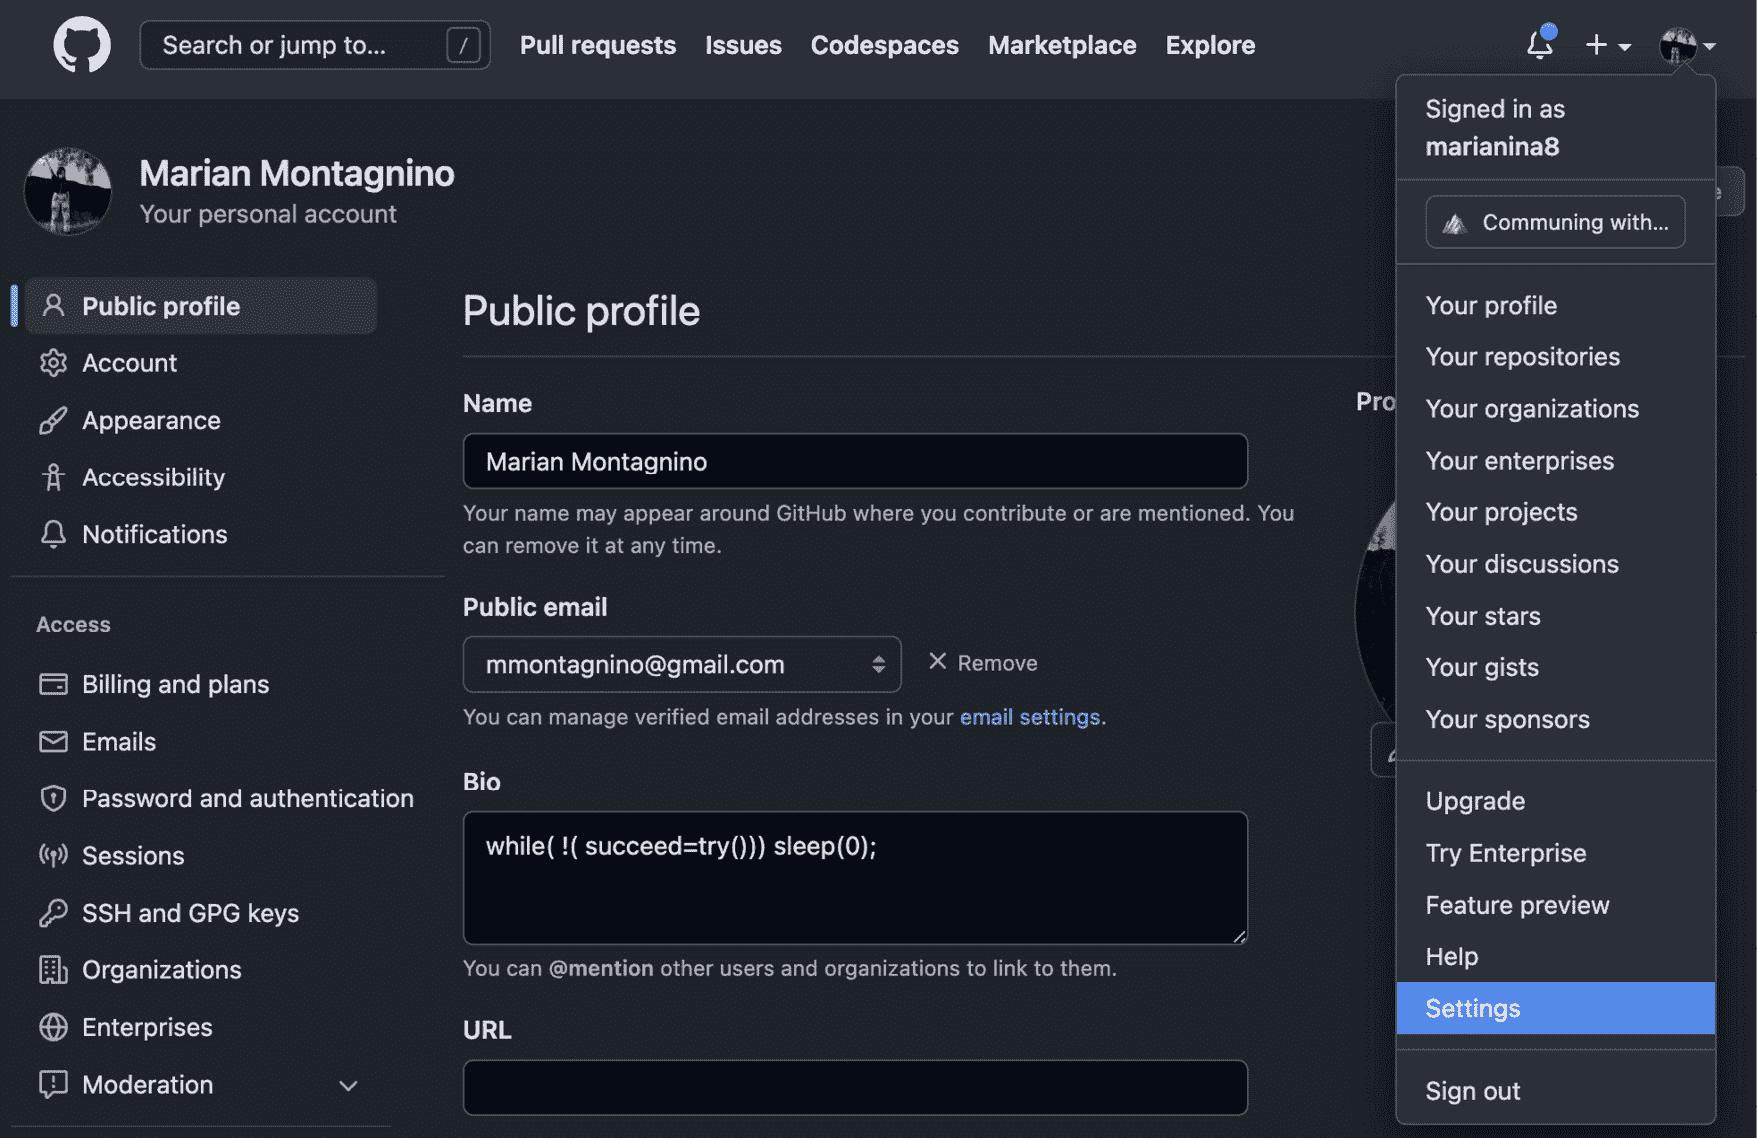 Search or jump to... /
Pull requests
Issues
Codespaces
Marketplace
Explore
Marian Montagnino
Your personal account
Public profile
Account
Appearance
Accessibility
Notifications
Access
Billing and plans
Emails
Password and authentication
Sessions
SSH and GPG keys
Organizations
Enterprises
Moderation
Public profile
Name
Marian Montagnino
Your name may appear around GitHub where you contribute or are mentioned. You
can remove it at any time.
Public email
mmontagnino@gmail.com
Remove
You can manage verified email addresses in your email settings.
Bio
while( !( succeed=try())) sleep(0);
You can @mention other users and organizations to link to them.
URL
Pro
Signed in as
marianina8
Communing with...
Your profile
Your repositories
Your organizations
Your enterprises
Your projects
Your discussions
Your stars
Your gists
Your sponsors
Upgrade
Try Enterprise
Feature preview
Help
Settings
Sign out